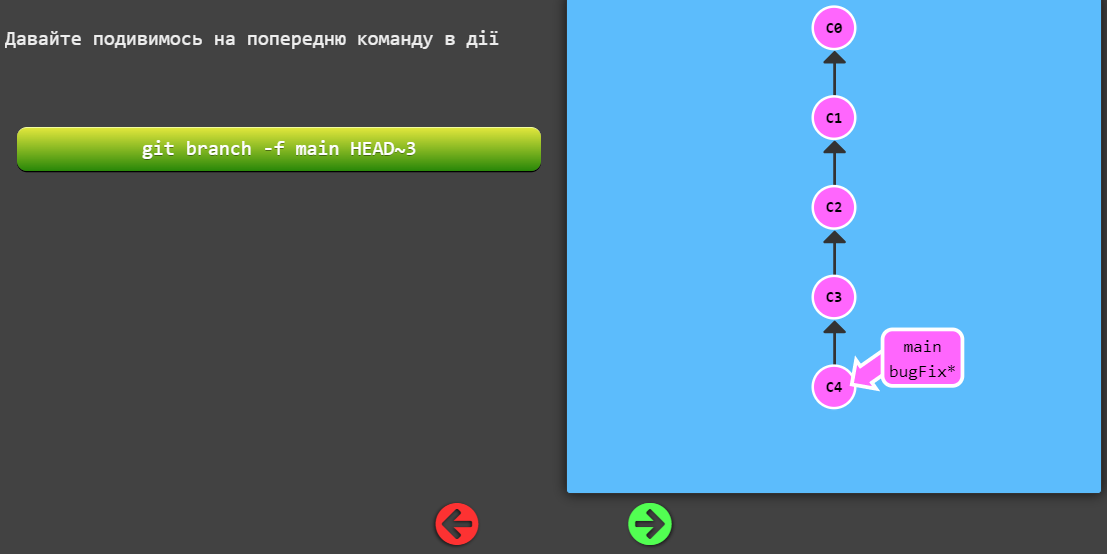 Давайте подивимось на попередню команду в дії
git branch -f main HEAD~3
C0
C1
C2
C3
main
bugFix*
C4